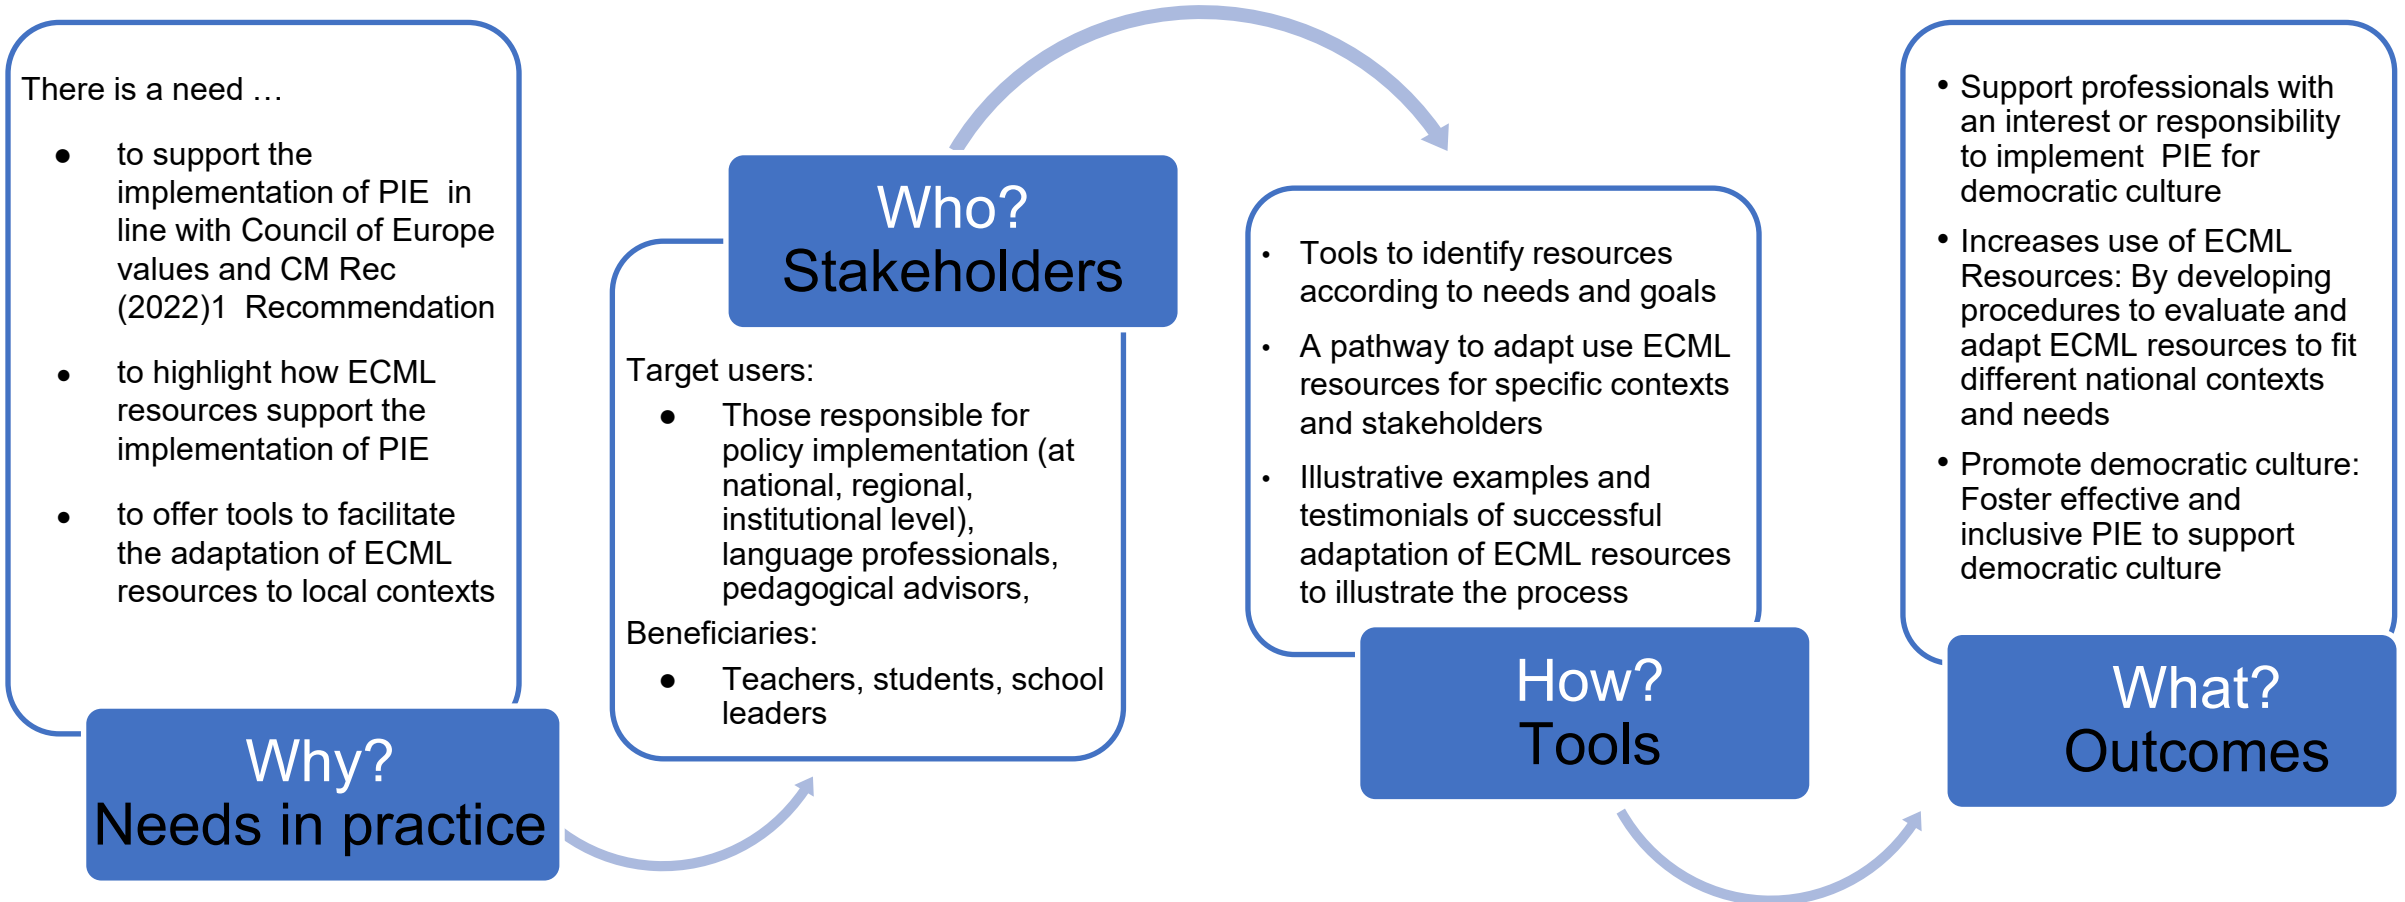 There is a need …
● to support the
implementation of PIE  in
line with Council of Europe
values and CM Rec
(2022)1  Recommendation
● to highlight how ECML
resources support the
implementation of PIE
● to offer tools to facilitate
the adaptation of ECML
resources to local contexts
Why?
Needs in practice
Who?
Stakeholders
Target users:
● Those responsible for
policy implementation (at
national, regional,
institutional level),
language professionals,
pedagogical advisors,
Beneficiaries:
● Teachers, students, school
leaders
• Tools to identify resources
according to needs and goals
• A pathway to adapt use ECML
resources for specific contexts
and stakeholders
• Illustrative examples and
testimonials of successful
adaptation of ECML resources
to illustrate the process
How?
Tools
• Support professionals with
an interest or responsibility
to implement  PIE for
democratic culture
• Increases use of ECML
Resources: By developing
procedures to evaluate and
adapt ECML resources to fit
different national contexts
and needs
• Promote democratic culture:
Foster effective and
inclusive PIE to support
democratic culture
What?
Outcomes